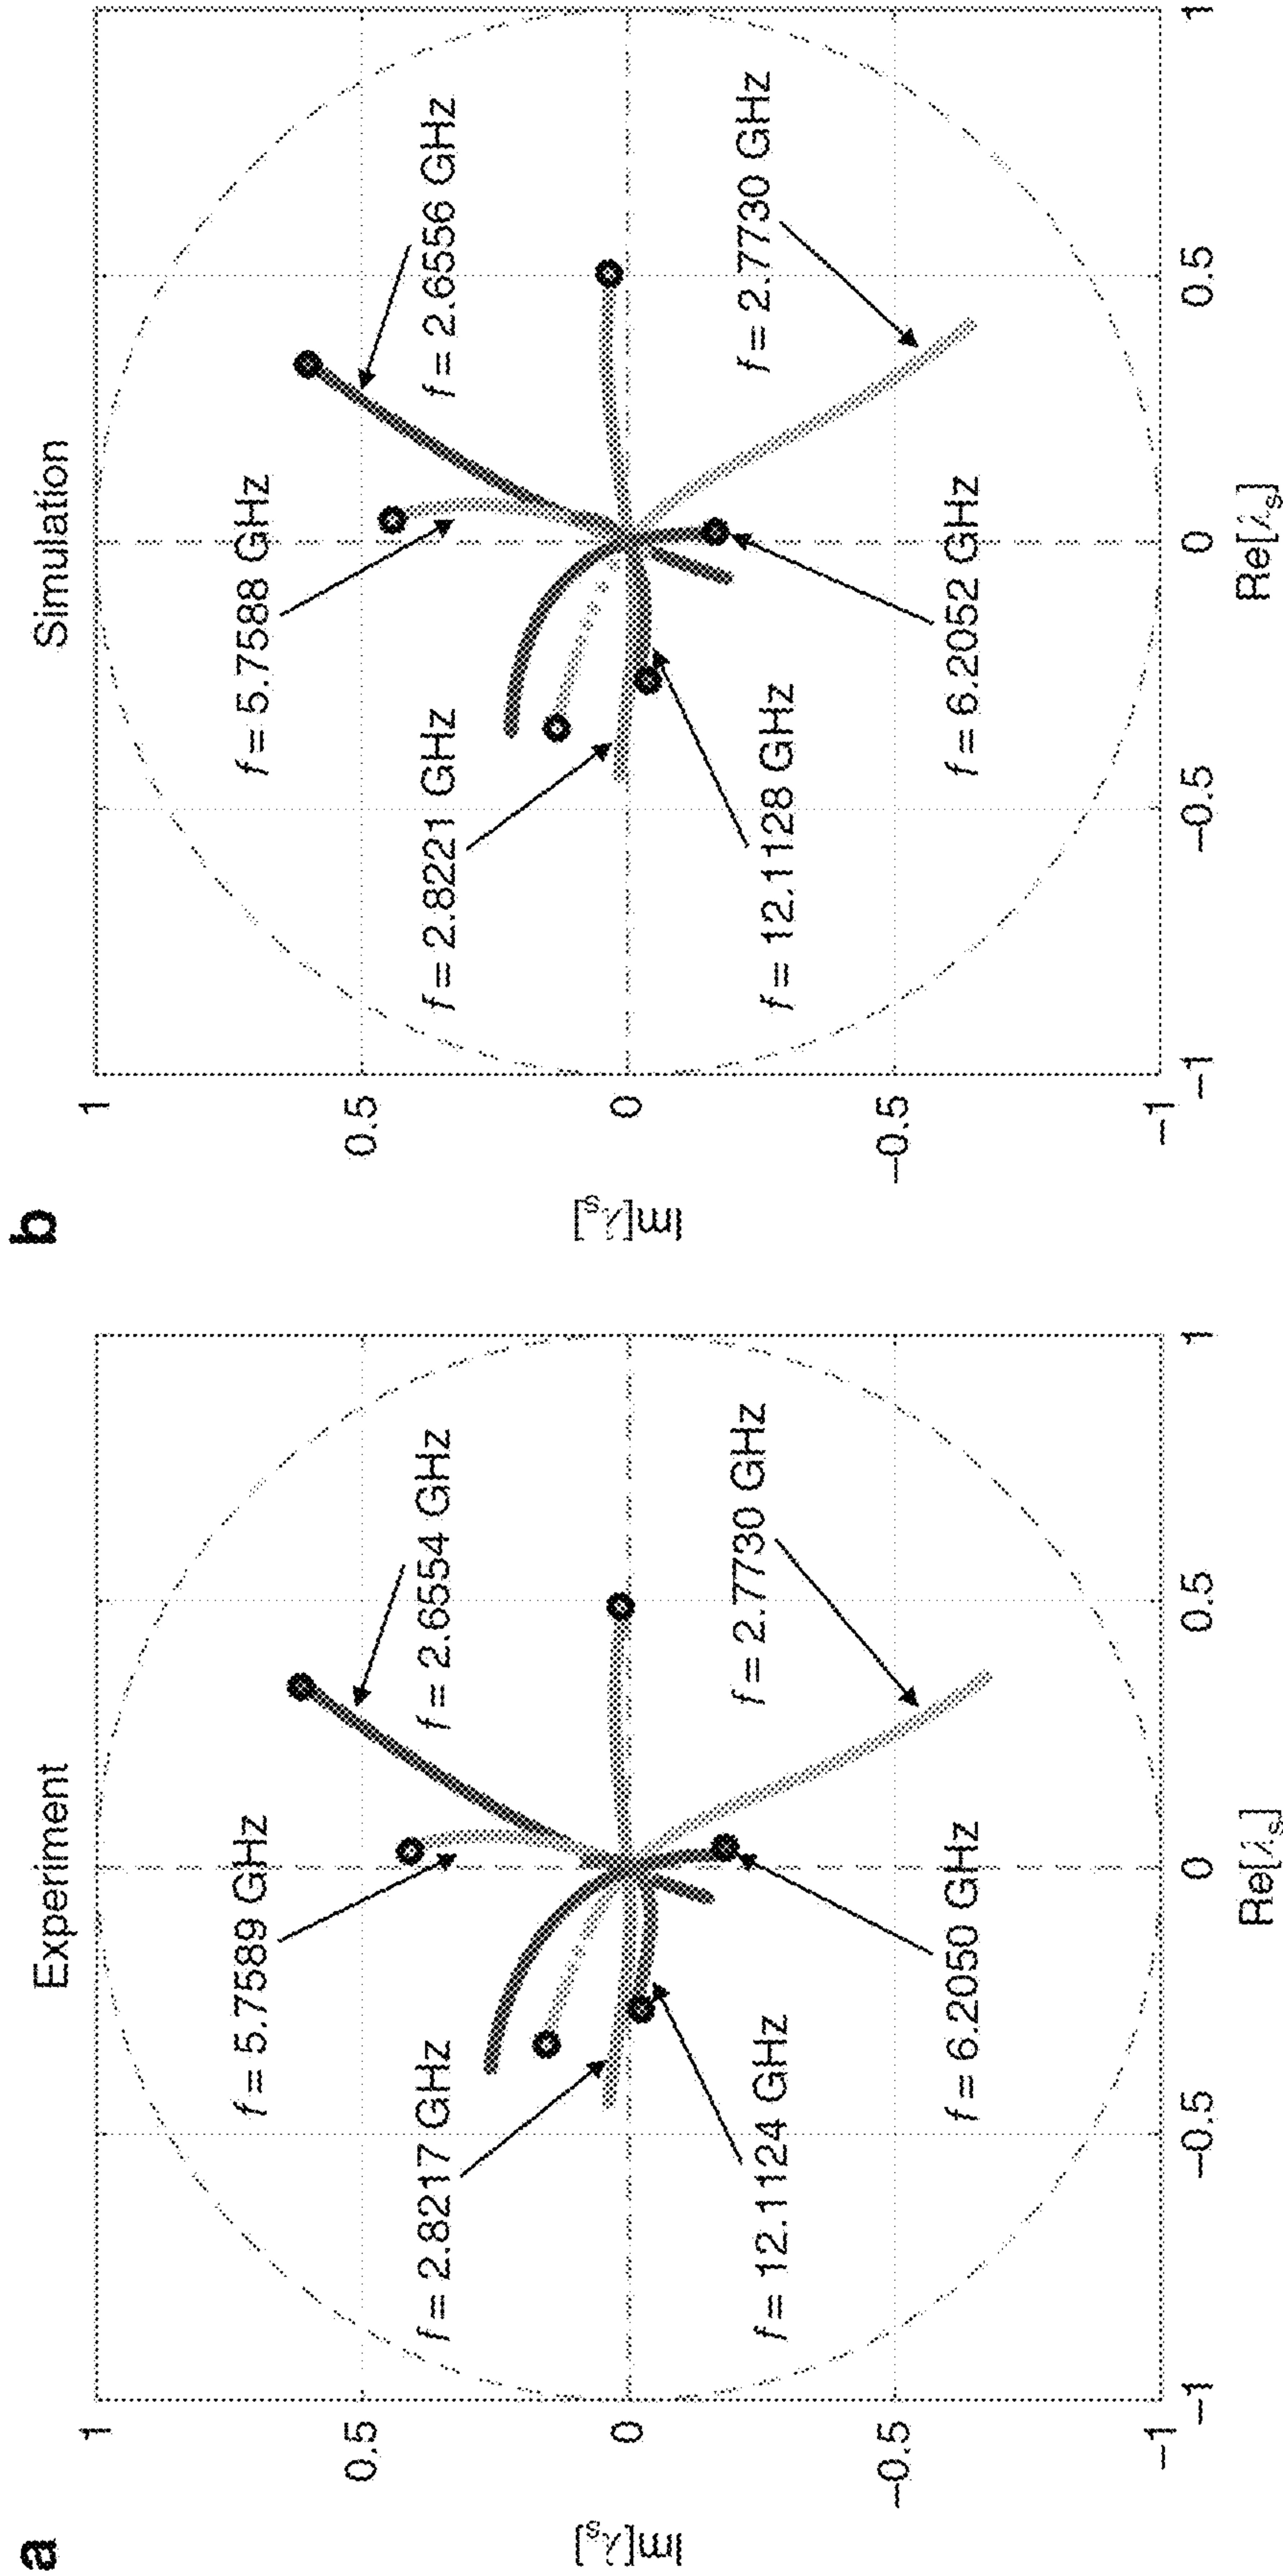 a
Experiment
f = 5.7589 GHz
f = 2.8217 GHz
f = 2.6554 GHz
f = 12.1124 GHz
f = 2.7730 GHz
f = 6.2050 GHz
1
0.5
0
−0.5
−1
Im[λs]
−1
−0.5
0
0.5
1
Re[λs]
b
Simulation
f = 5.7588 GHz
f = 2.8221 GHz
f = 2.6556 GHz
f = 12.1128 GHz
f = 2.7730 GHz
f = 6.2052 GHz
1
0.5
0
−0.5
−1
Im[λs]
−1
−0.5
0
0.5
1
Re[λs]